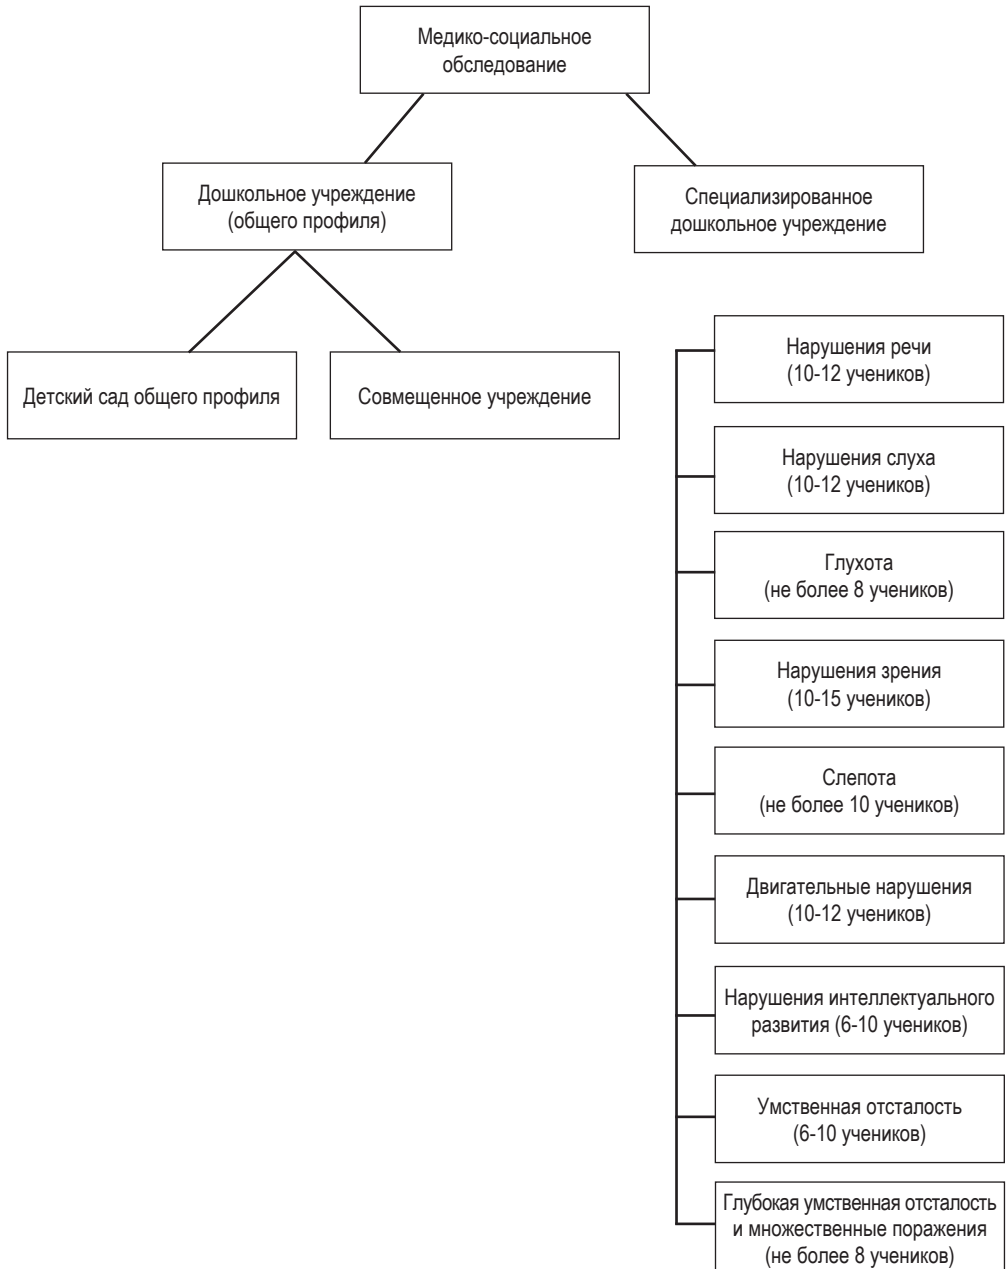 Медико-социальное
обследование
Дошкольное учреждение
(общего профиля)
Специализированное
дошкольное учреждение
Детский сад общего профиля
Совмещенное учреждение
Нарушения речи
(10-12 учеников)
Нарушения слуха
(10-12 учеников)
Глухота
(не более 8 учеников)
Нарушения зрения
(10-15 учеников)
Слепота
(не более 10 учеников)
Двигательные нарушения
(10-12 учеников)
Нарушения интеллектуального
развития (6-10 учеников)
Умственная отсталость
(6-10 учеников)
Глубокая умственная отсталость
и множественные поражения
(не более 8 учеников)